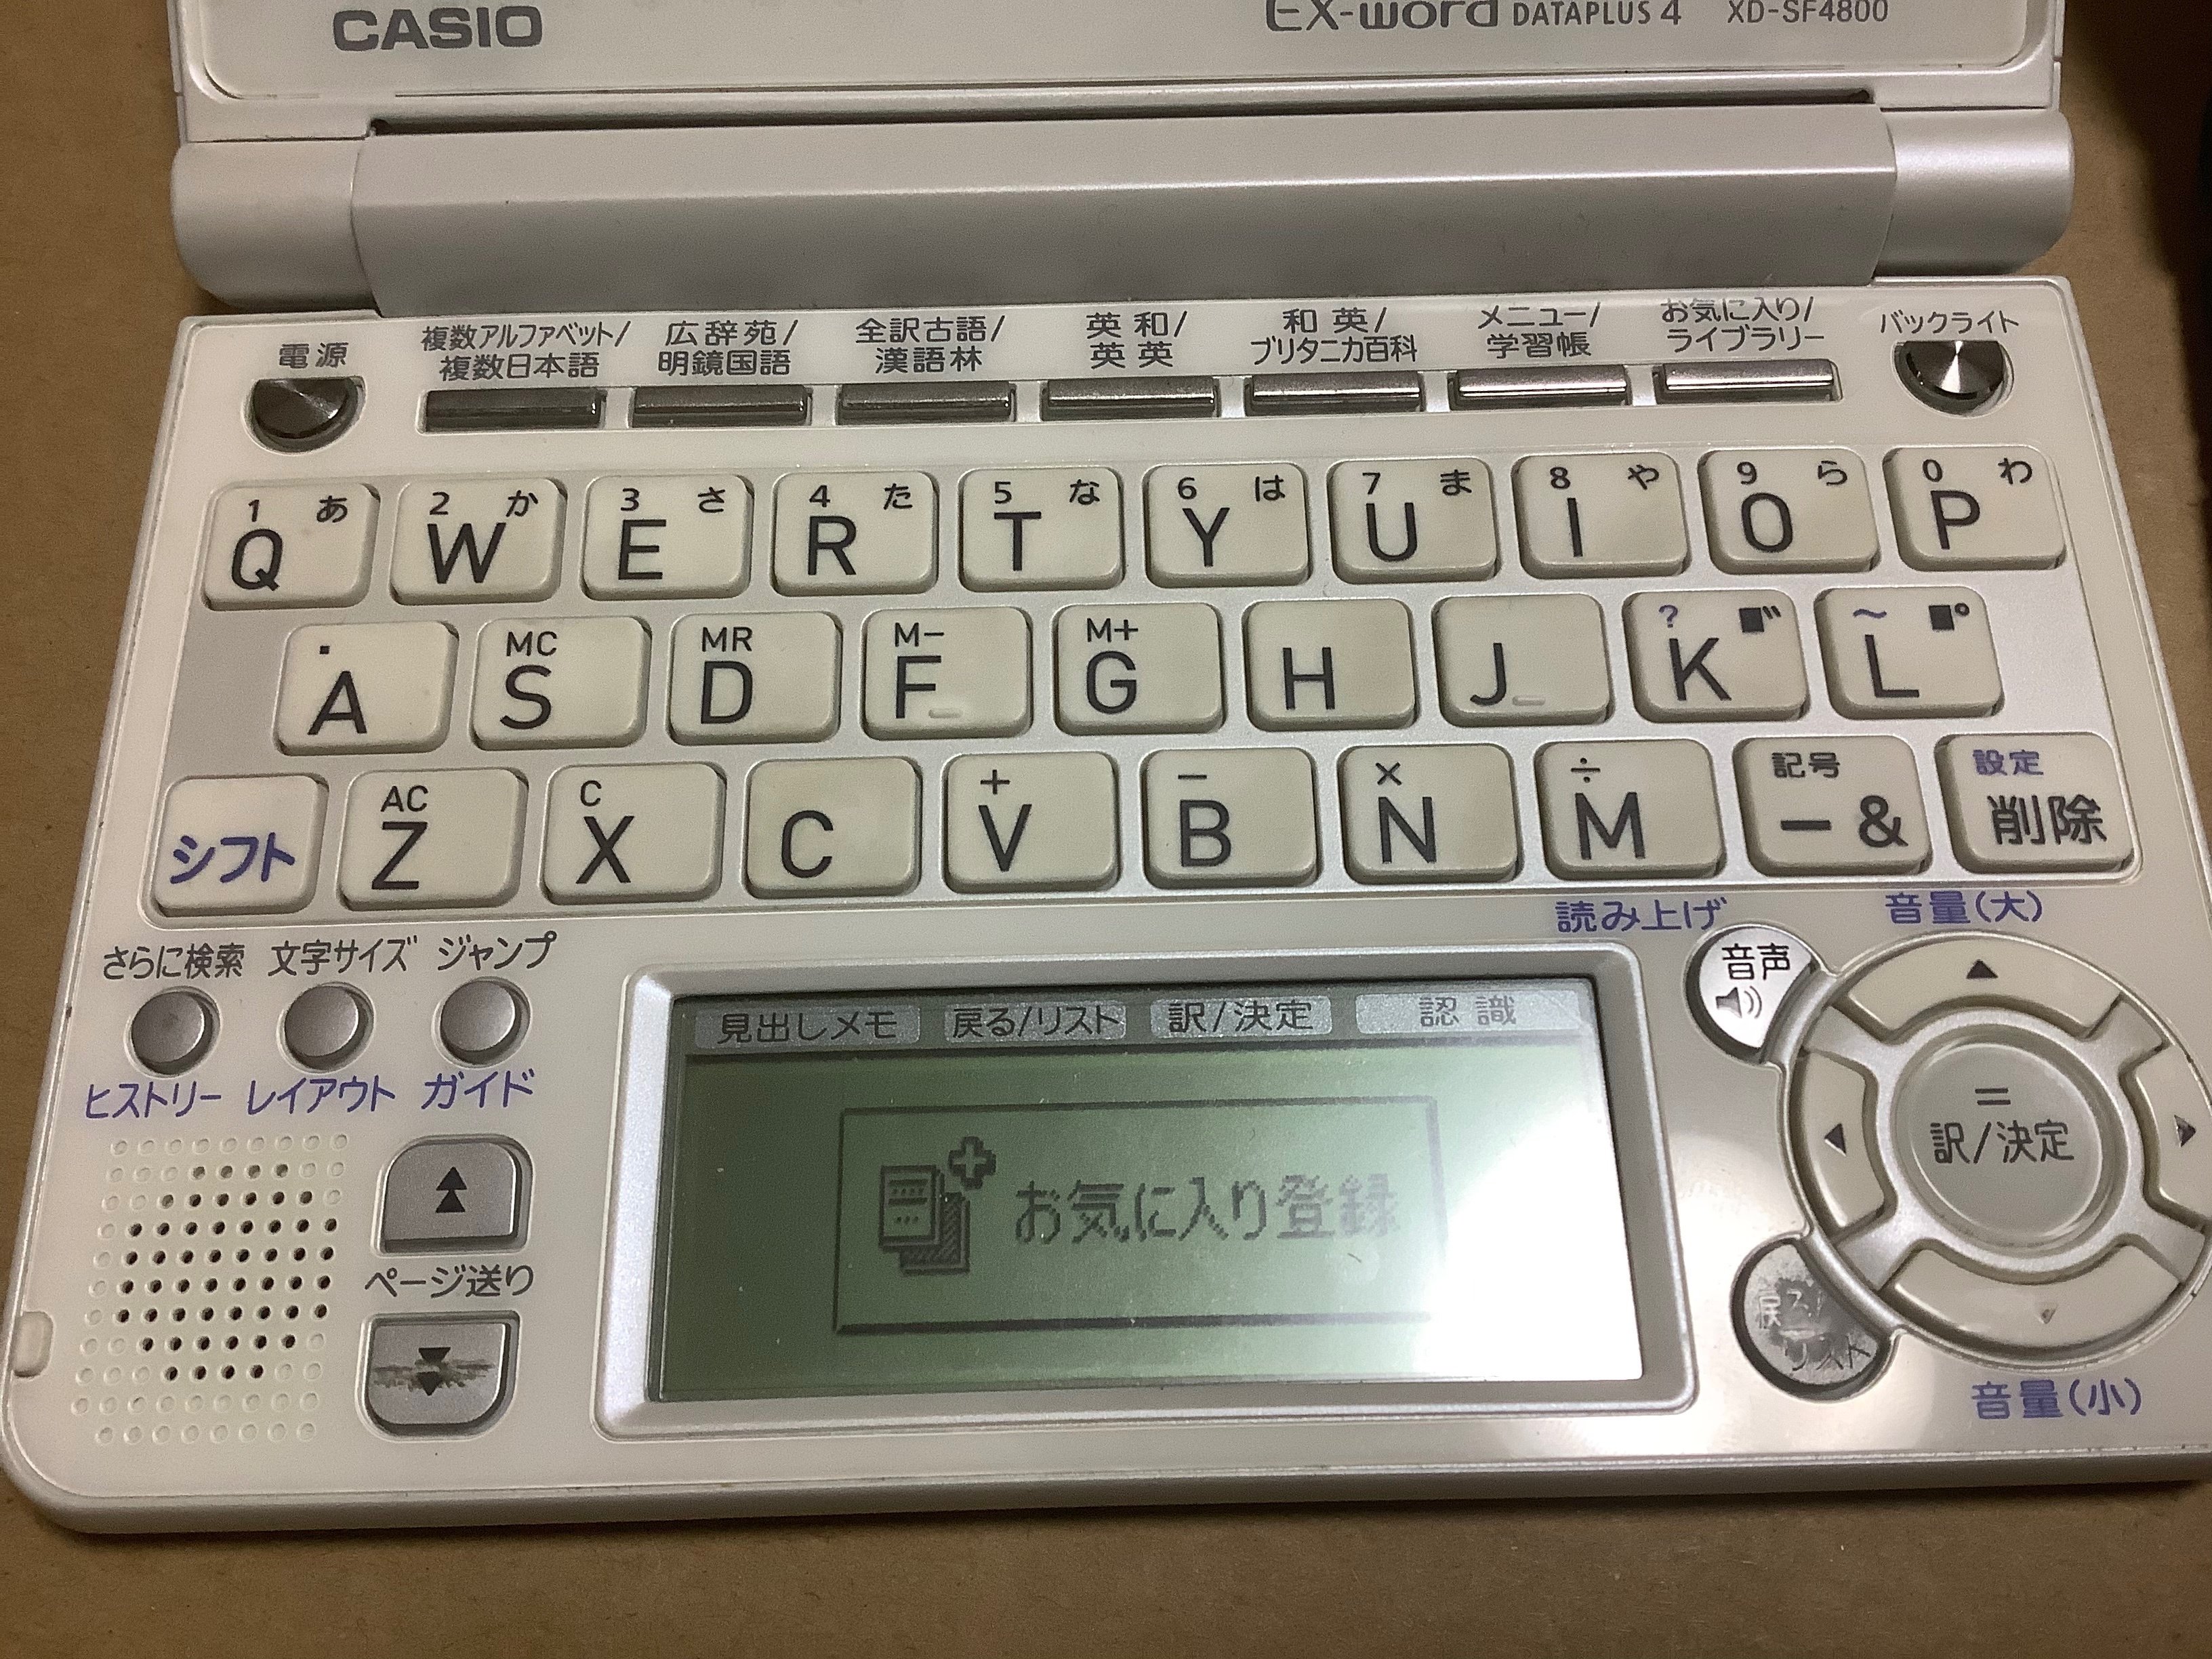 CASIO
EX-word DATAPLUS 4 XD-SF4800
電源
複数アルファベット/
複数日本語
広辞苑/
明鏡国語
全訳古語/
漢語林
英和/
英英
和英/
ブリタニカ百科
メニュー/
学習帳
お気に入り/
ライブラリー
バックライト
1 あ Q
2 か W
3 さ E
4 た R
5 な T
6 は Y
7 ま U
8 や I
9 ら O
0 わ P
. A
MC S
MR D
M- F
M+ G
H
J
? K ■゛
~ L ■゜
シフト
AC Z
C X
C
+ V
− B
× N
÷ M
記号 ー &
設定 削除
さらに検索 文字サイズ ジャンプ
ヒストリー レイアウト ガイド
ページ送り
見出しメモ 戻る/リスト 訳/決定 認識
お気に入り登録
読み上げ
音声
音量(大)
=
訳/決定
リスト
音量(小)